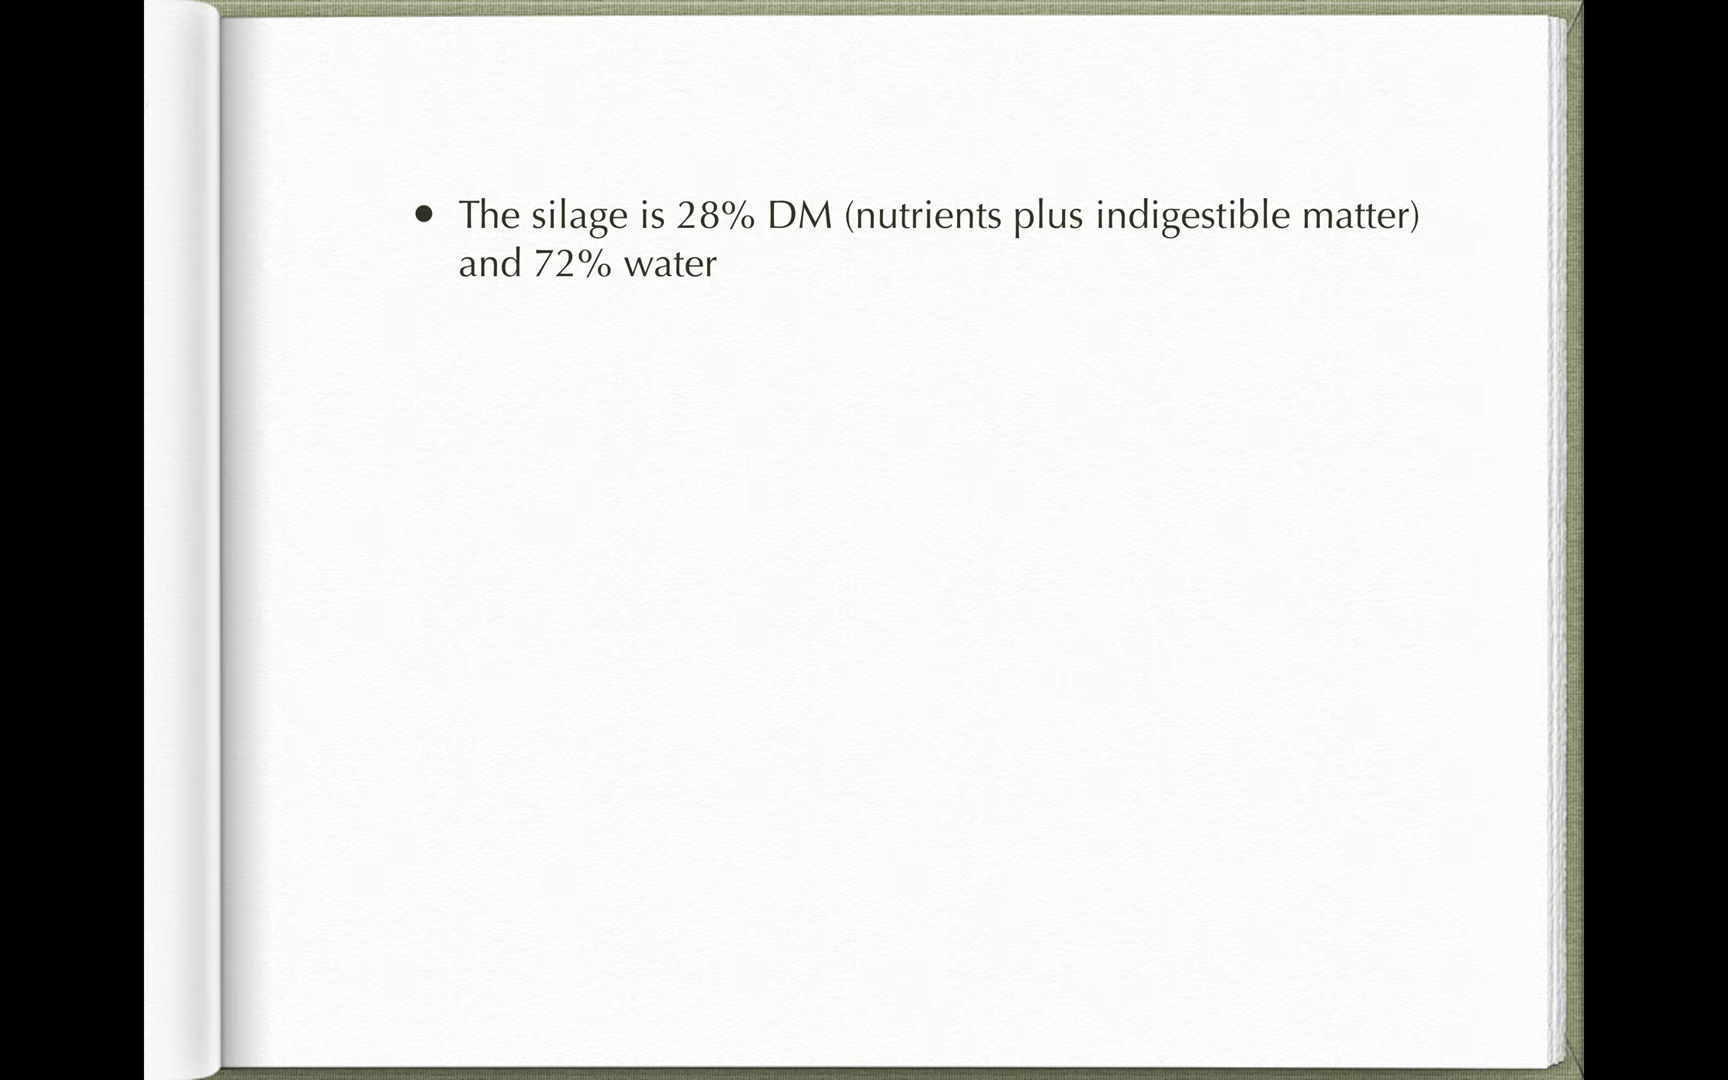 • The silage is 28% DM (nutrients plus indigestible matter)
and 72% water